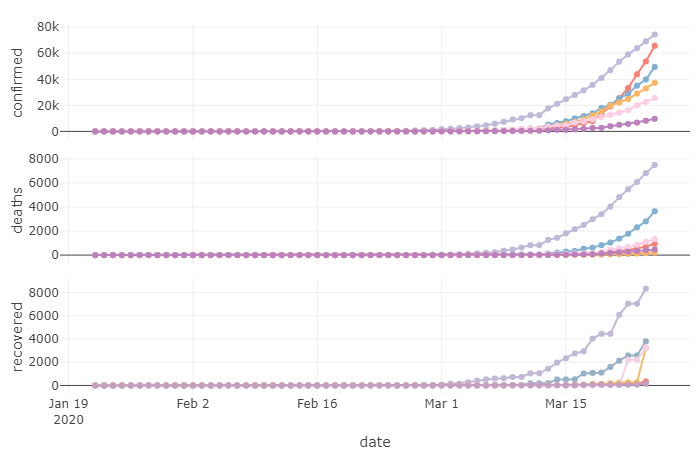 80k
60k
40k
20k
0
confirmed
8000
6000
4000
2000
0
deaths
8000
6000
4000
2000
0
recovered
Jan 19 Feb 2 Feb 16 Mar 1 Mar 15
2020
date